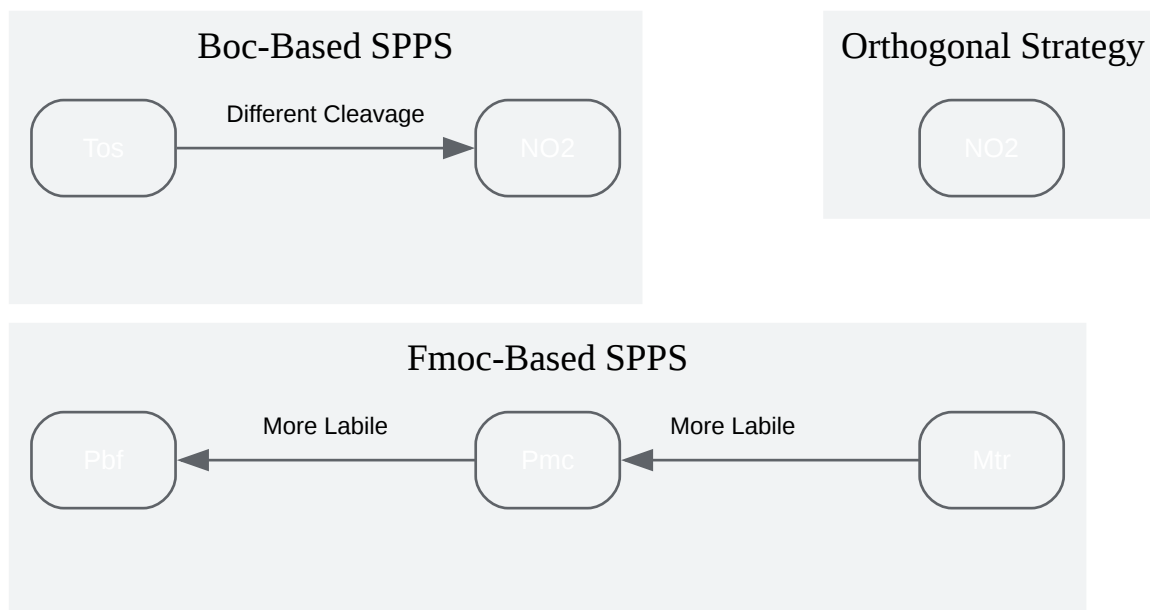 Boc-Based SPPS
Orthogonal Strategy
Tos
Different Cleavage
NO2
NO2
Fmoc-Based SPPS
Pbf
More Labile
Pmc
More Labile
Mtr